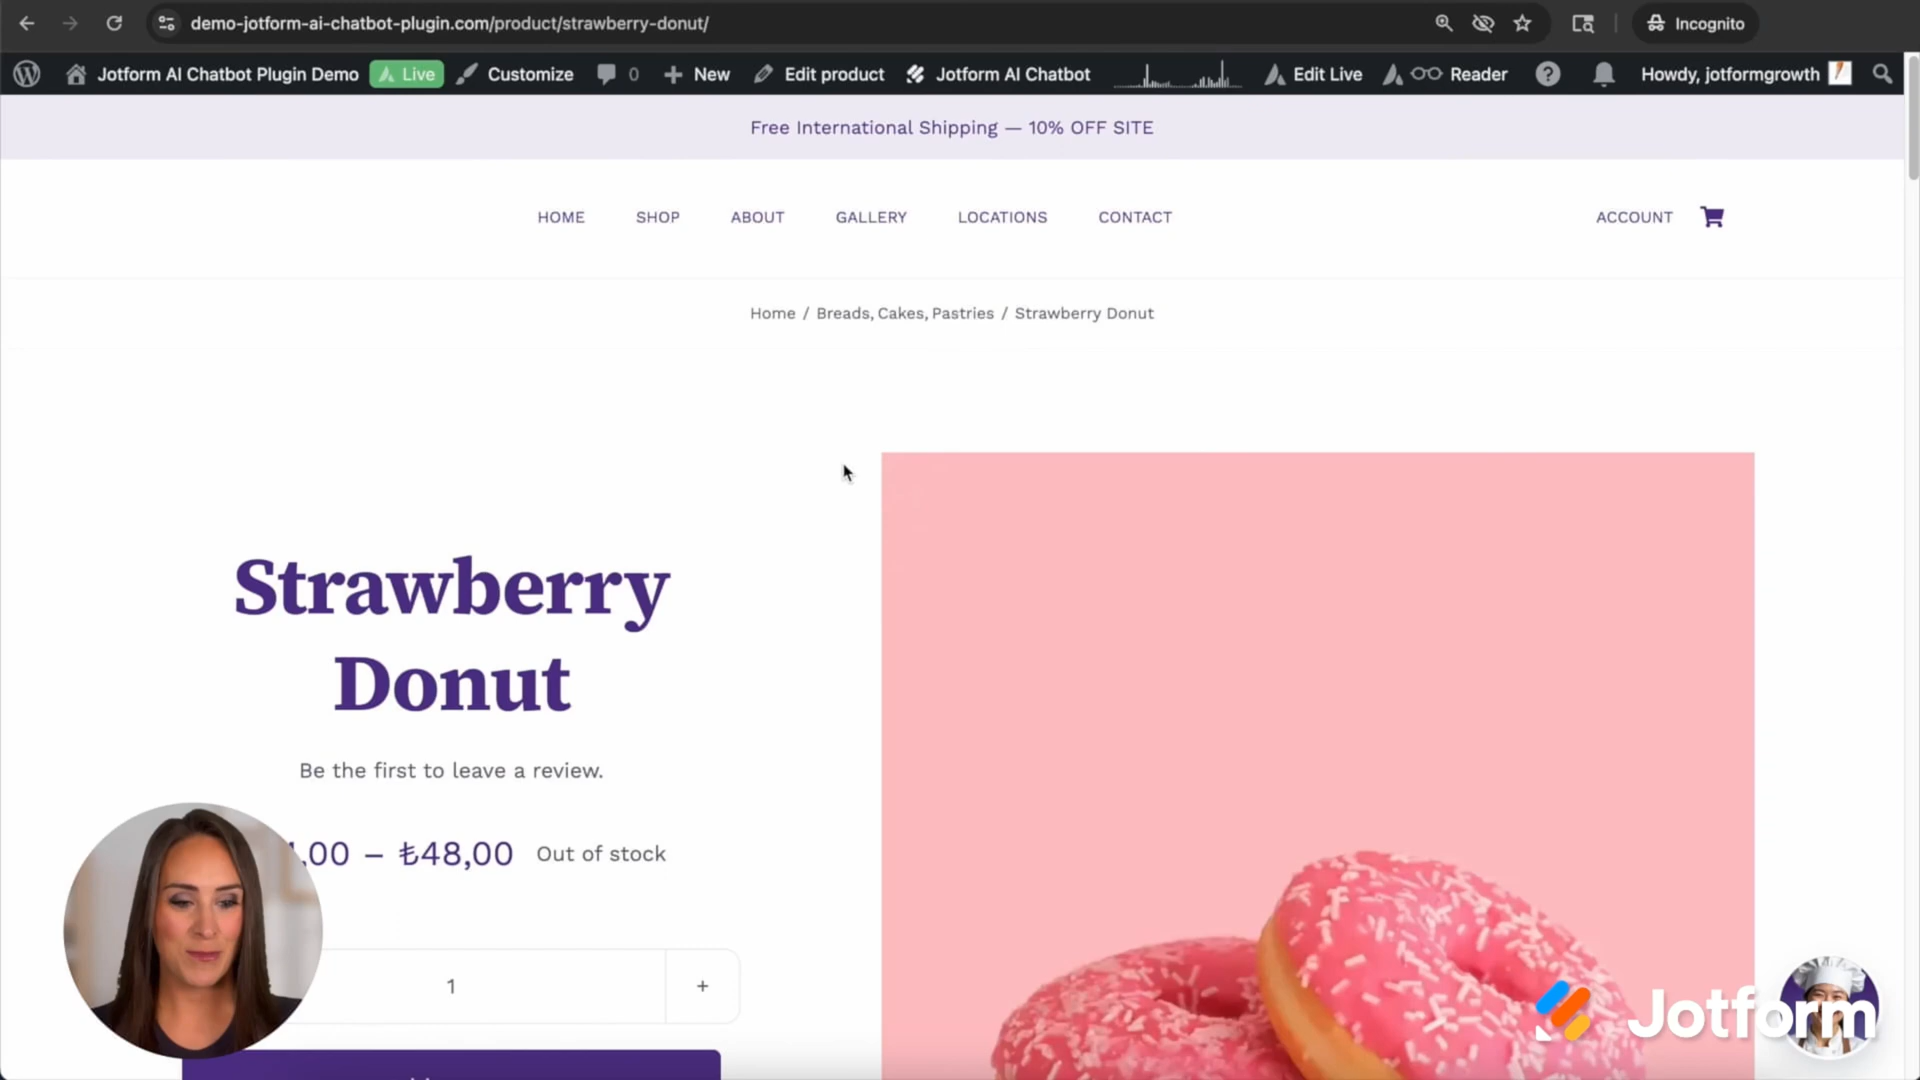 demo-jotform-ai-chatbot-plugin.com/product/strawberry-donut/
Incognito
Jotform AI Chatbot Plugin Demo
Live
Customize
0
New
Edit product
Jotform AI Chatbot
Edit Live
Reader
Howdy, jotformgrowth
Free International Shipping — 10% OFF SITE
HOME
SHOP
ABOUT
GALLERY
LOCATIONS
CONTACT
ACCOUNT
Home / Breads, Cakes, Pastries / Strawberry Donut
Strawberry
Donut
Be the first to leave a review.
,00 – ₺48,00 Out of stock
1
+
Jotform